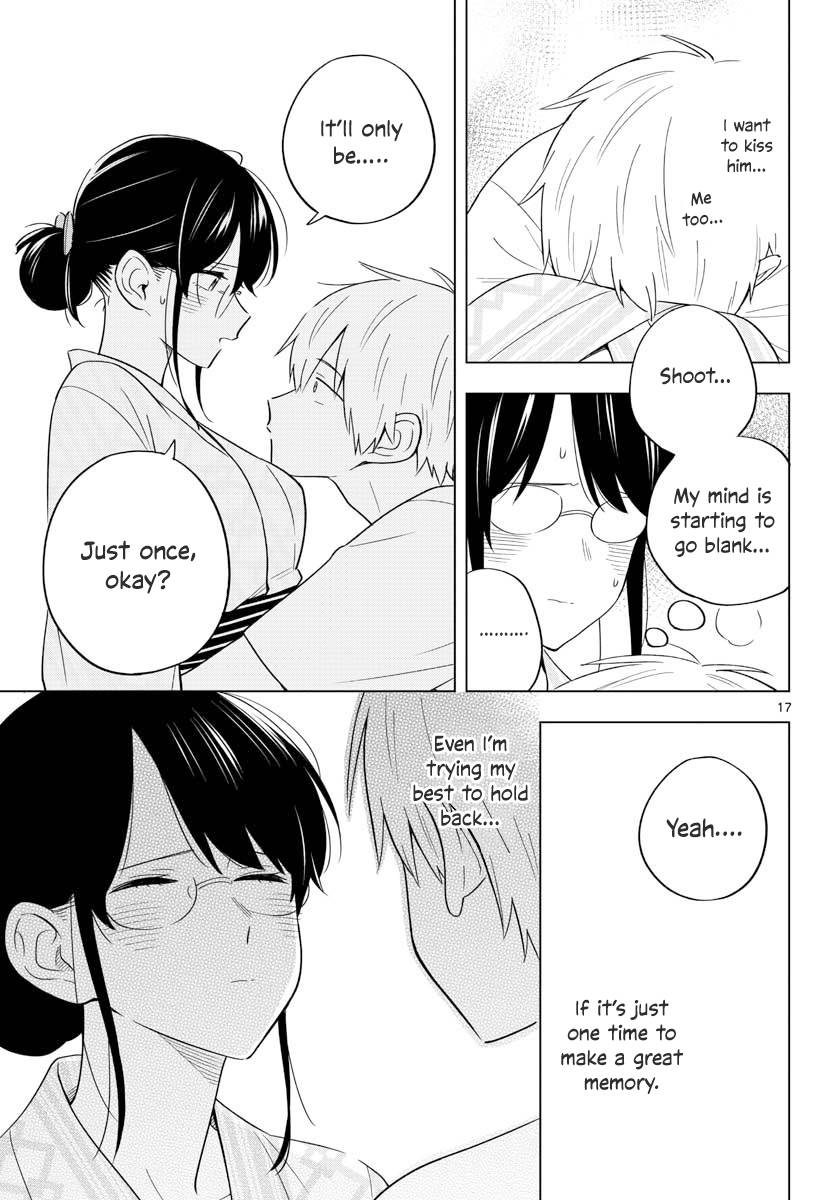 I want
to kiss
him...
Me
too...
Shoot...
My mind is
starting to
go blank...
...........
It'll only
be.....
Just once,
okay?
17
Yeah....
If it's just
one time to
make a great
memory.
Even I'm
trying my
best to hold
back...